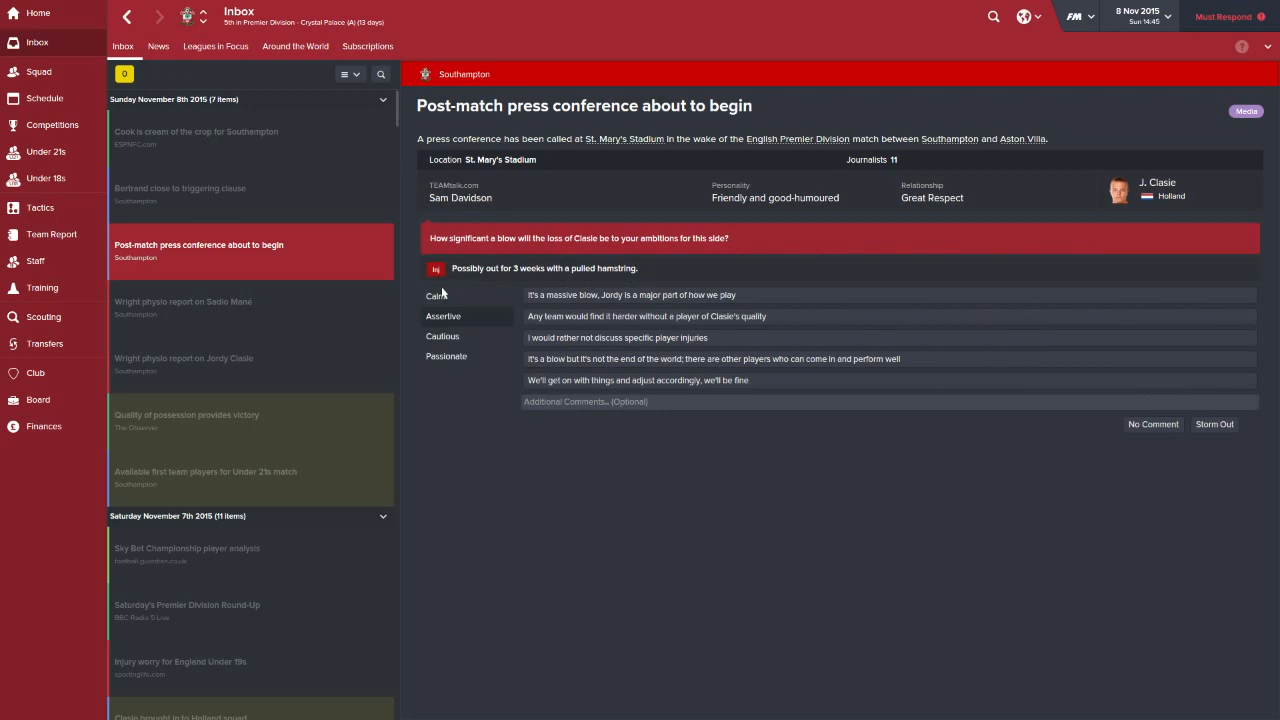 Home
Inbox
Squad
Schedule
Competitions
Under 21s
Under 18s
Tactics
Team Report
Staff
Training
Scouting
Transfers
Club
Board
Finances
Inbox
5th in Premier Division - Crystal Palace (A) (13 days)
FM
8 Nov 2015
Sun 14:45
Must Respond
Inbox
News
Leagues in Focus
Around the World
Subscriptions
0
Sunday November 8th 2015 (7 items)
Cook is cream of the crop for Southampton
ESPNFC.com
Bertrand close to triggering clause
Southampton
Post-match press conference about to begin
Southampton
Wright physio report on Sadio Mané
Southampton
Wright physio report on Jordy Clasie
Southampton
Quality of possession provides victory
The Observer
Available first team players for Under 21s match
Southampton
Saturday November 7th 2015 (11 items)
Sky Bet Championship player analysis
football.guardian.co.uk
Saturday's Premier Division Round-Up
BBC Radio 5 Live
Injury worry for England Under 19s
sportinglife.com
Clasie brought in to Holland squad
Southampton
Post-match press conference about to begin
Media
A press conference has been called at St. Mary's Stadium in the wake of the English Premier Division match between Southampton and Aston Villa.
Location St. Mary's Stadium
Journalists 11
TEAMtalk.com
Sam Davidson
Personality
Friendly and good-humoured
Relationship
Great Respect
J. Clasie
Holland
How significant a blow will the loss of Clasie be to your ambitions for this side?
Inj Possibly out for 3 weeks with a pulled hamstring.
Calm
Assertive
Cautious
Passionate
It's a massive blow, Jordy is a major part of how we play
Any team would find it harder without a player of Clasie's quality
I would rather not discuss specific player injuries
It's a blow but it's not the end of the world; there are other players who can come in and perform well
We'll get on with things and adjust accordingly, we'll be fine
Additional Comments... (Optional)
No Comment
Storm Out